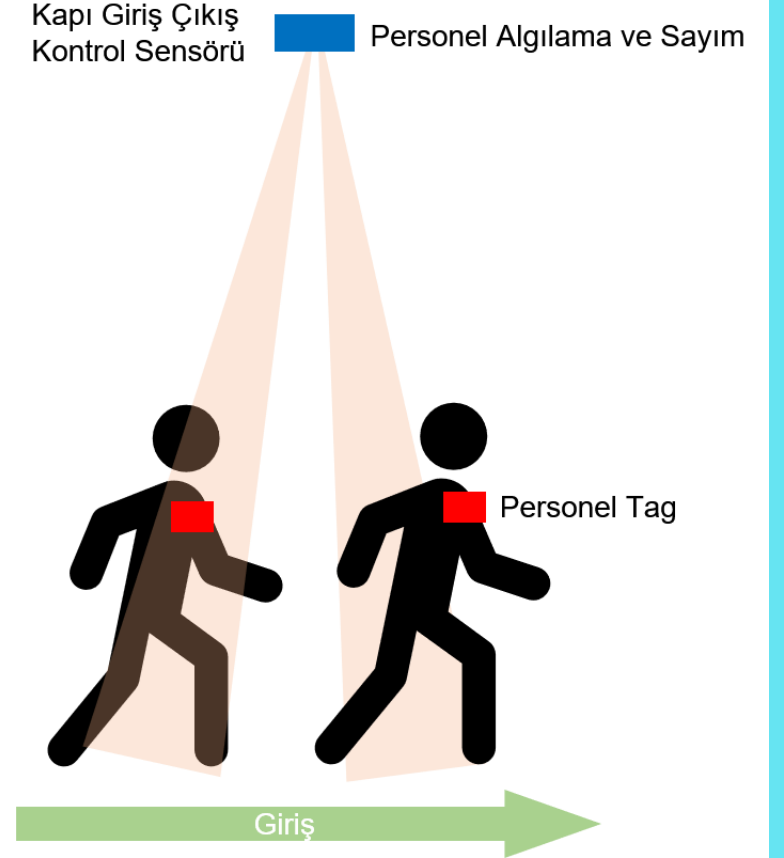 Kapı Giriş Çıkış
Kontrol Sensörü
Personel Algılama ve Sayım
Personel Tag
Giriş